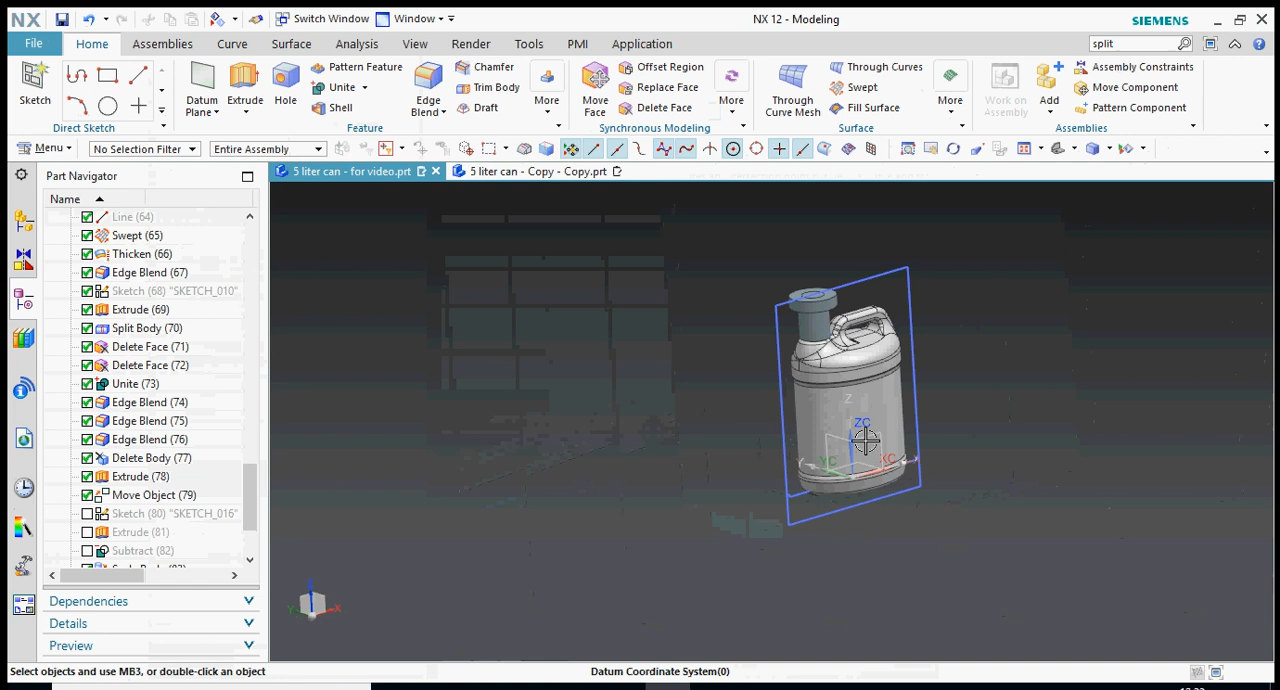 NX Switch Window Window NX 12 - Modeling SIEMENS
File Home Assemblies Curve Surface Analysis View Render Tools PMI Application split
Sketch
Direct Sketch
Datum Plane Extrude Hole
Pattern Feature
Unite
Shell
Edge Blend
Chamfer
Trim Body
Draft
More
Feature
Move Face
Offset Region
Replace Face
Delete Face
More
Synchronous Modeling
Through Curve Mesh
Through Curves
Swept
Fill Surface
More
Surface
Work on Assembly
Add
Assembly Constraints
Move Component
Pattern Component
Assemblies
Menu No Selection Filter Entire Assembly
Part Navigator
5 liter can - for video.prt 5 liter can - Copy - Copy.prt
Name
Line (64)
Swept (65)
Thicken (66)
Edge Blend (67)
Sketch (68) "SKETCH_010"
Extrude (69)
Split Body (70)
Delete Face (71)
Delete Face (72)
Unite (73)
Edge Blend (74)
Edge Blend (75)
Edge Blend (76)
Delete Body (77)
Extrude (78)
Move Object (79)
Sketch (80) "SKETCH_016"
Extrude (81)
Subtract (82)
Dependencies
Details
Preview
Z
ZC
Y YC XC
Z
Y X
Select objects and use MB3, or double-click an object Datum Coordinate System(0)